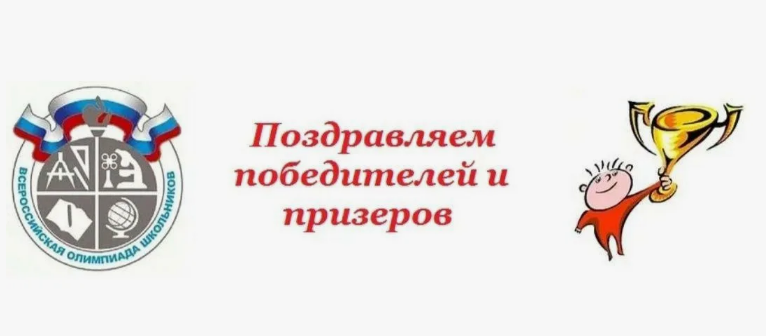 ВСЕРОССИЙСКАЯ ОЛИМПИАДА ШКОЛЬНИКОВ
Поздравляем
победителей и
призеров